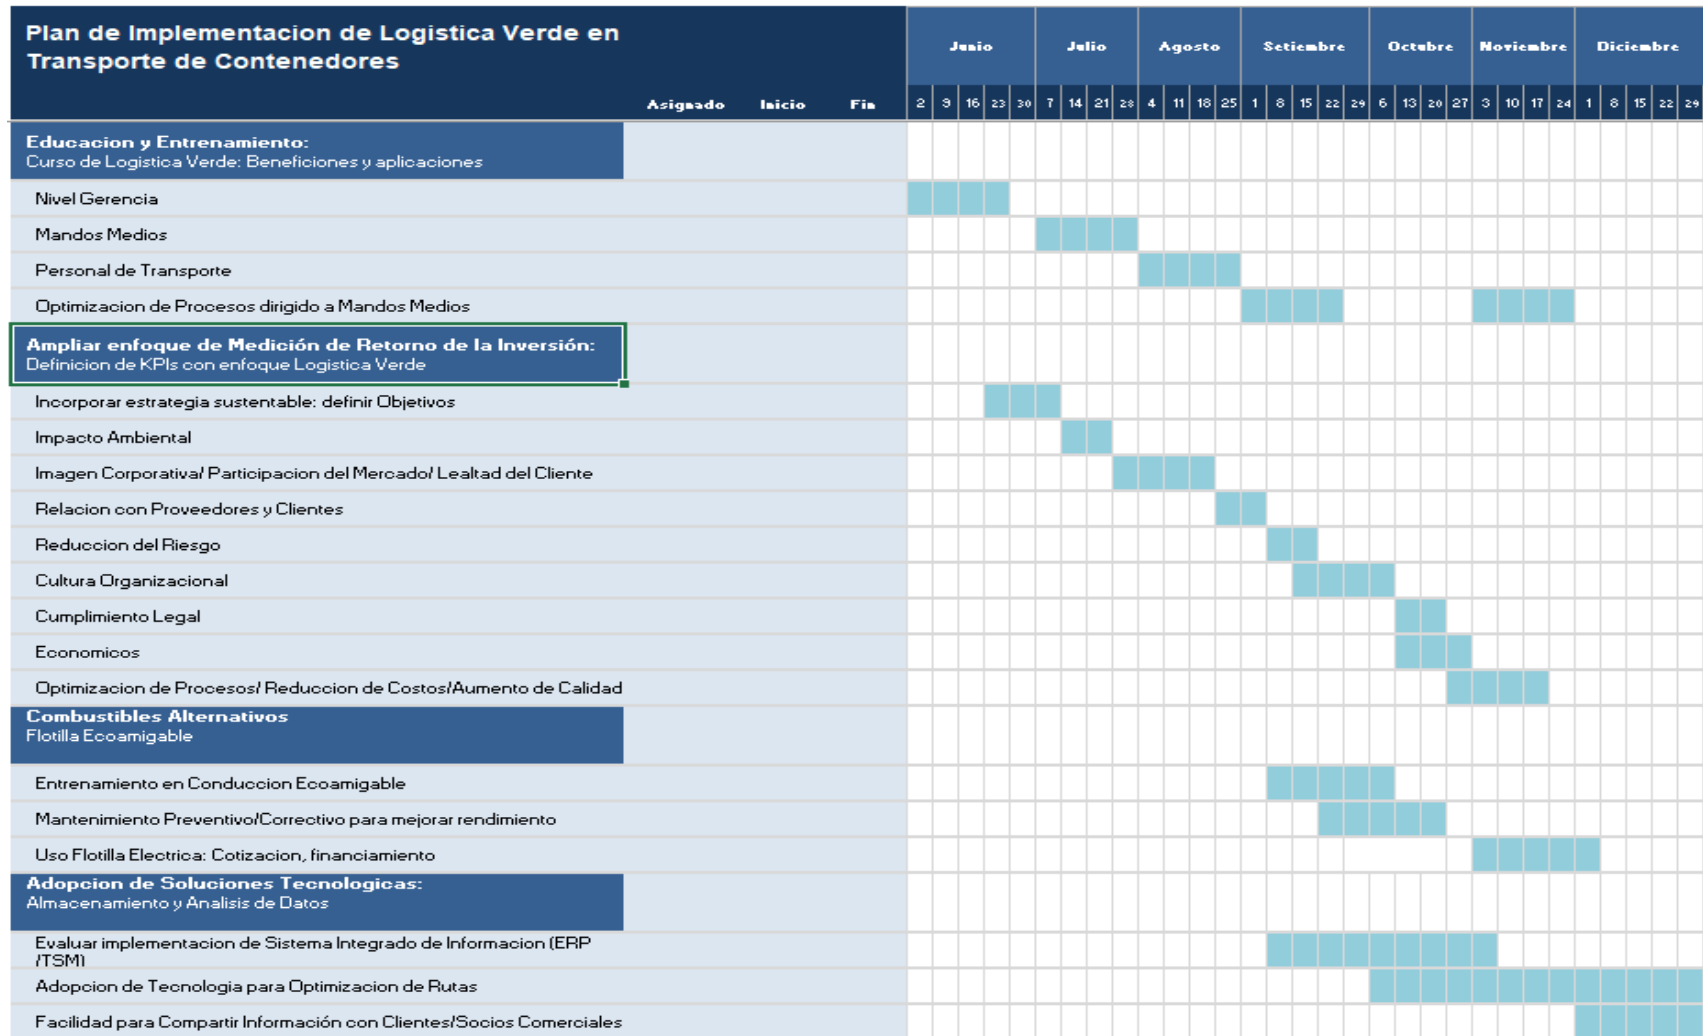 Plan de Implementacion de Logistica Verde en
Transporte de Contenedores
Junio Julio Agosto Setiembre Octubre Noviembre Diciembre
Asignado Inicio Fin 2 9 16 23 30 7 14 21 28 4 11 18 25 1 8 15 22 29 6 13 20 27 3 10 17 24 1 8 15 22 29
Educacion y Entrenamiento:
Curso de Logistica Verde: Beneficiones y aplicaciones
Nivel Gerencia
Mandos Medios
Personal de Transporte
Optimizacion de Procesos dirigido a Mandos Medios
Ampliar enfoque de Medición de Retorno de la Inversión:
Definicion de KPIs con enfoque Logistica Verde
Incorporar estrategia sustentable: definir Objetivos
Impacto Ambiental
Imagen Corporativa/ Participacion del Mercado/ Lealtad del Cliente
Relacion con Proveedores y Clientes
Reduccion del Riesgo
Cultura Organizacional
Cumplimiento Legal
Economicos
Optimizacion de Procesos/ Reduccion de Costos/Aumento de Calidad
Combustibles Alternativos
Flotilla Ecoamigable
Entrenamiento en Conduccion Ecoamigable
Mantenimiento Preventivo/Correctivo para mejorar rendimiento
Uso Flotilla Electrica: Cotizacion, financiamiento
Adopcion de Soluciones Tecnologicas:
Almacenamiento y Analisis de Datos
Evaluar implementacion de Sistema Integrado de Informacion (ERP
/TSM)
Adopcion de Tecnologia para Optimizacion de Rutas
Facilidad para Compartir Información con Clientes/Socios Comerciales